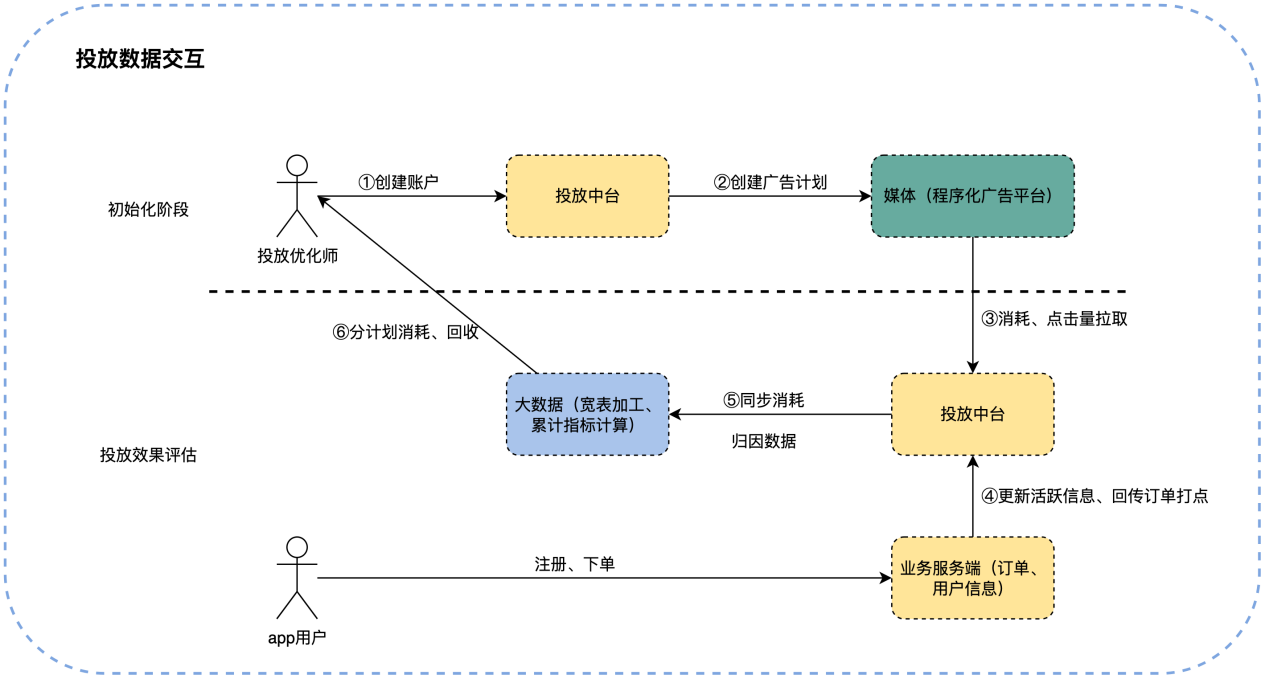 投放数据交互
①创建账户
投放中台
②创建广告计划
媒体（程序化广告平台）
初始化阶段
投放优化师
③消耗、点击量拉取
⑥分计划消耗、回收
大数据（宽表加工、
累计指标计算）
⑤同步消耗
归因数据
投放中台
投放效果评估
④更新活跃信息、回传订单打点
注册、下单
业务服务端（订单、
用户信息）
app用户